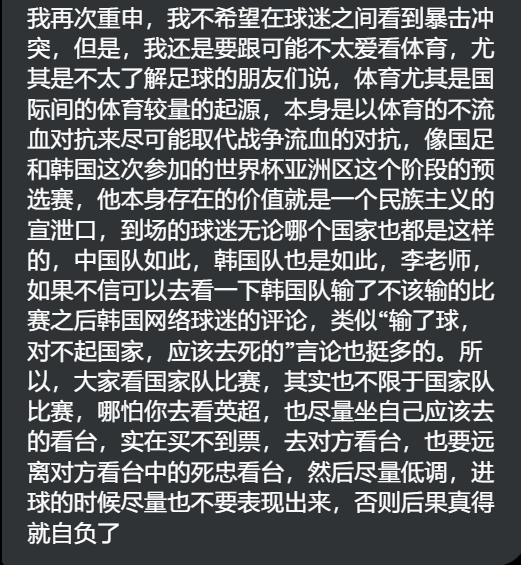 我再次重申，我不希望在球迷之间看到暴击冲
突，但是，我还是要跟可能不太爱看体育，尤
其是不太了解足球的朋友们说，体育尤其是国
际间的体育较量的起源，本身是以体育的不流
血对抗来尽可能取代战争流血的对抗，像国足
和韩国这次参加的世界杯亚洲区这个阶段的预
选赛，他本身存在的价值就是一个民族主义的
宣泄口，到场的球迷无论哪个国家也都是这样
的，中国队如此，韩国队也是如此，李老师，
如果不信可以去看一下韩国队输了不该输的比
赛之后韩国网络球迷的评论，类似“输了球，
对不起国家，应该去死的”言论也挺多的。所
以，大家看国家队比赛，其实也不限于国家队
比赛，哪怕你去看英超，也尽量坐自己应该去
的看台，实在买不到票，去对方看台，也要远
离对方看台中的死忠看台，然后尽量低调，进
球的时候尽量也不要表现出来，否则后果真得
就自负了